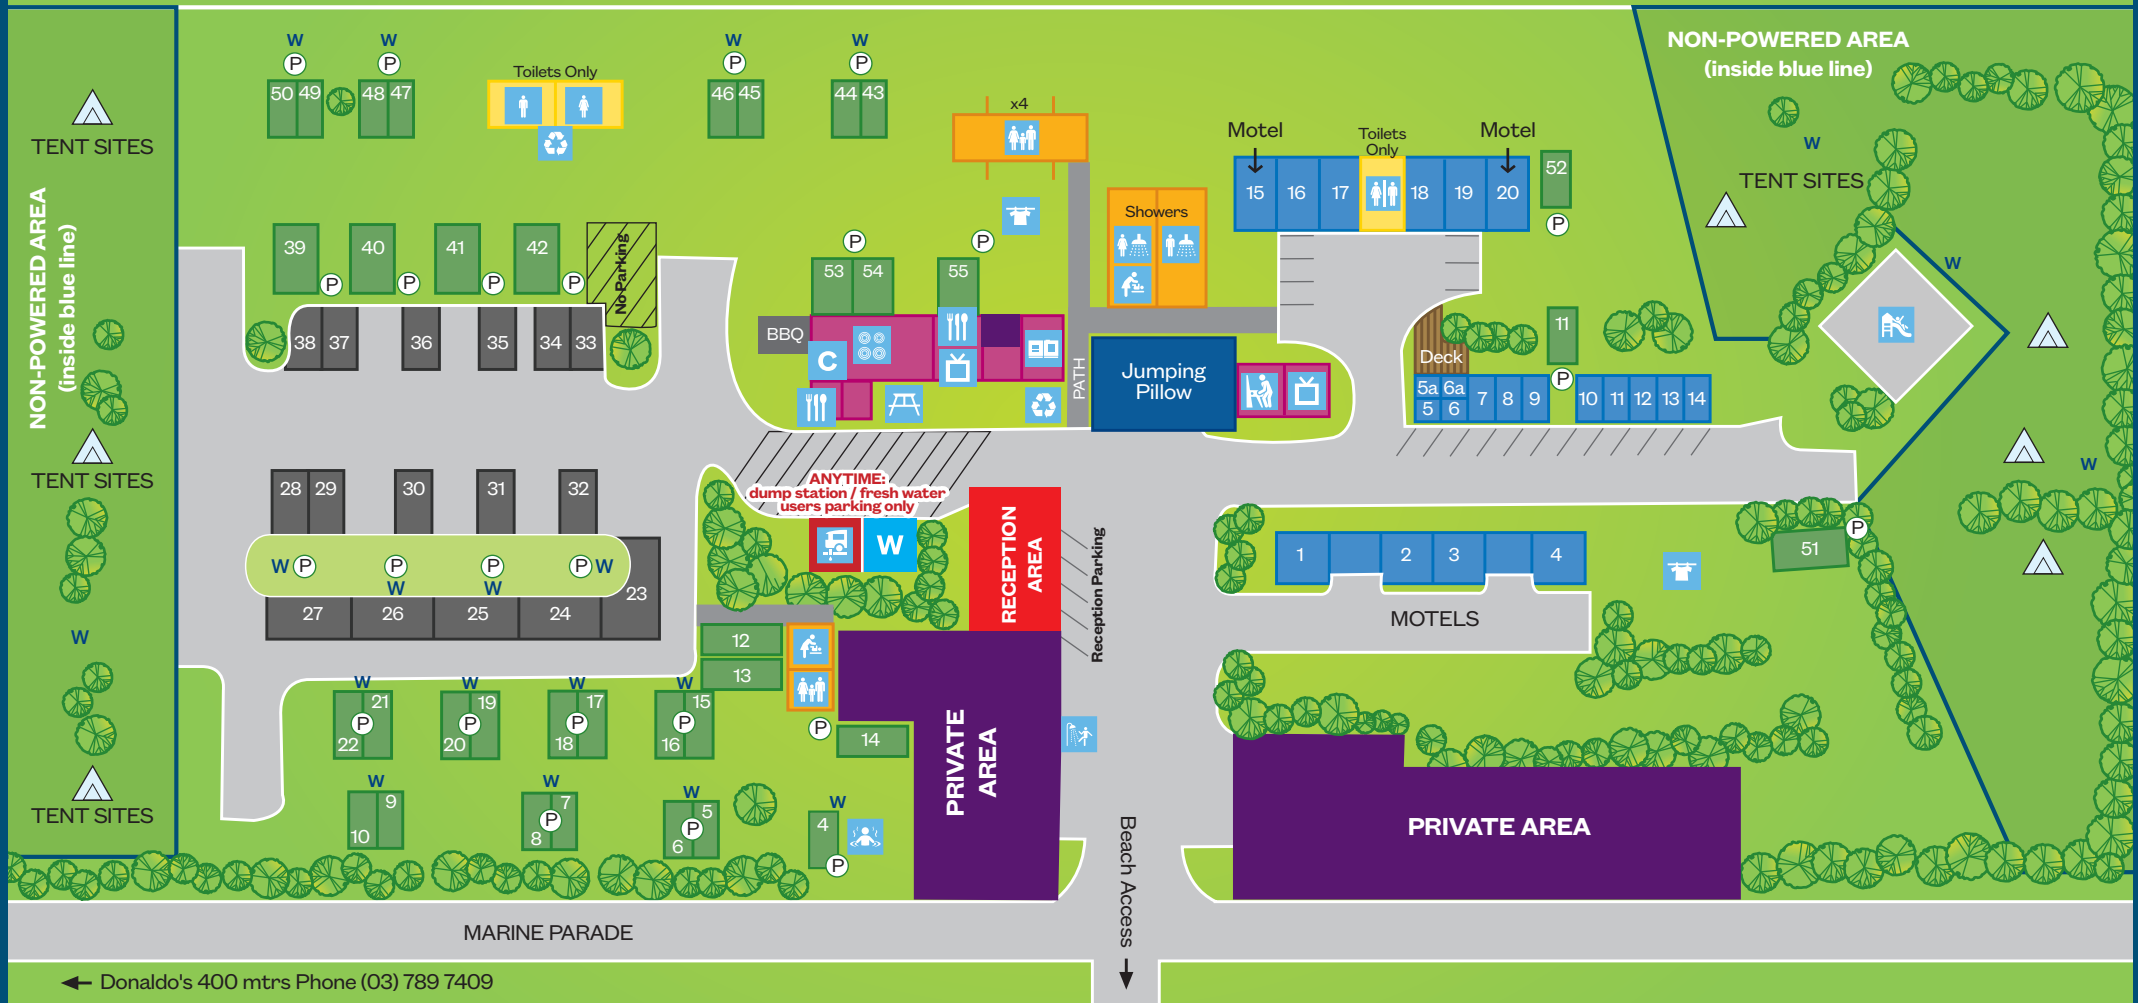 NON-POWERED AREA
(inside blue line)
TENT SITES
TENT SITES
TENT SITES
W
W
P
50 49
W
P
48 47
Toilets Only
W
P
46 45
W
P
44 43
x4
Motel
Toilets
Only
Motel
15 16 17 18 19 20
52
P
NON-POWERED AREA
(inside blue line)
W
TENT SITES
W
W
39 P
40 P
41 P
42 P
No Parking
38 37 36 35 34 33
P
P
53 54 55
BBQ
C
PATH
Showers
Jumping
Pillow
Deck
11
P
5a 6a
5 6 7 8 9
10 11 12 13 14
28 29 30 31 32
W P
P
W
P
W
P W
23
27 26 25 24
ANYTIME:
dump station / fresh water
users parking only
W
RECEPTION
AREA
Reception Parking
1 2 3 4
MOTELS
P
51
12
13
P
14
W
21
P
22
W
19
P
20
W
17
P
18
W
15
P
16
W
9
10
W
7
P
8
W
5
P
6
W
4
P
PRIVATE
AREA
PRIVATE AREA
Beach Access
MARINE PARADE
Donaldo's 400 mtrs Phone (03) 789 7409